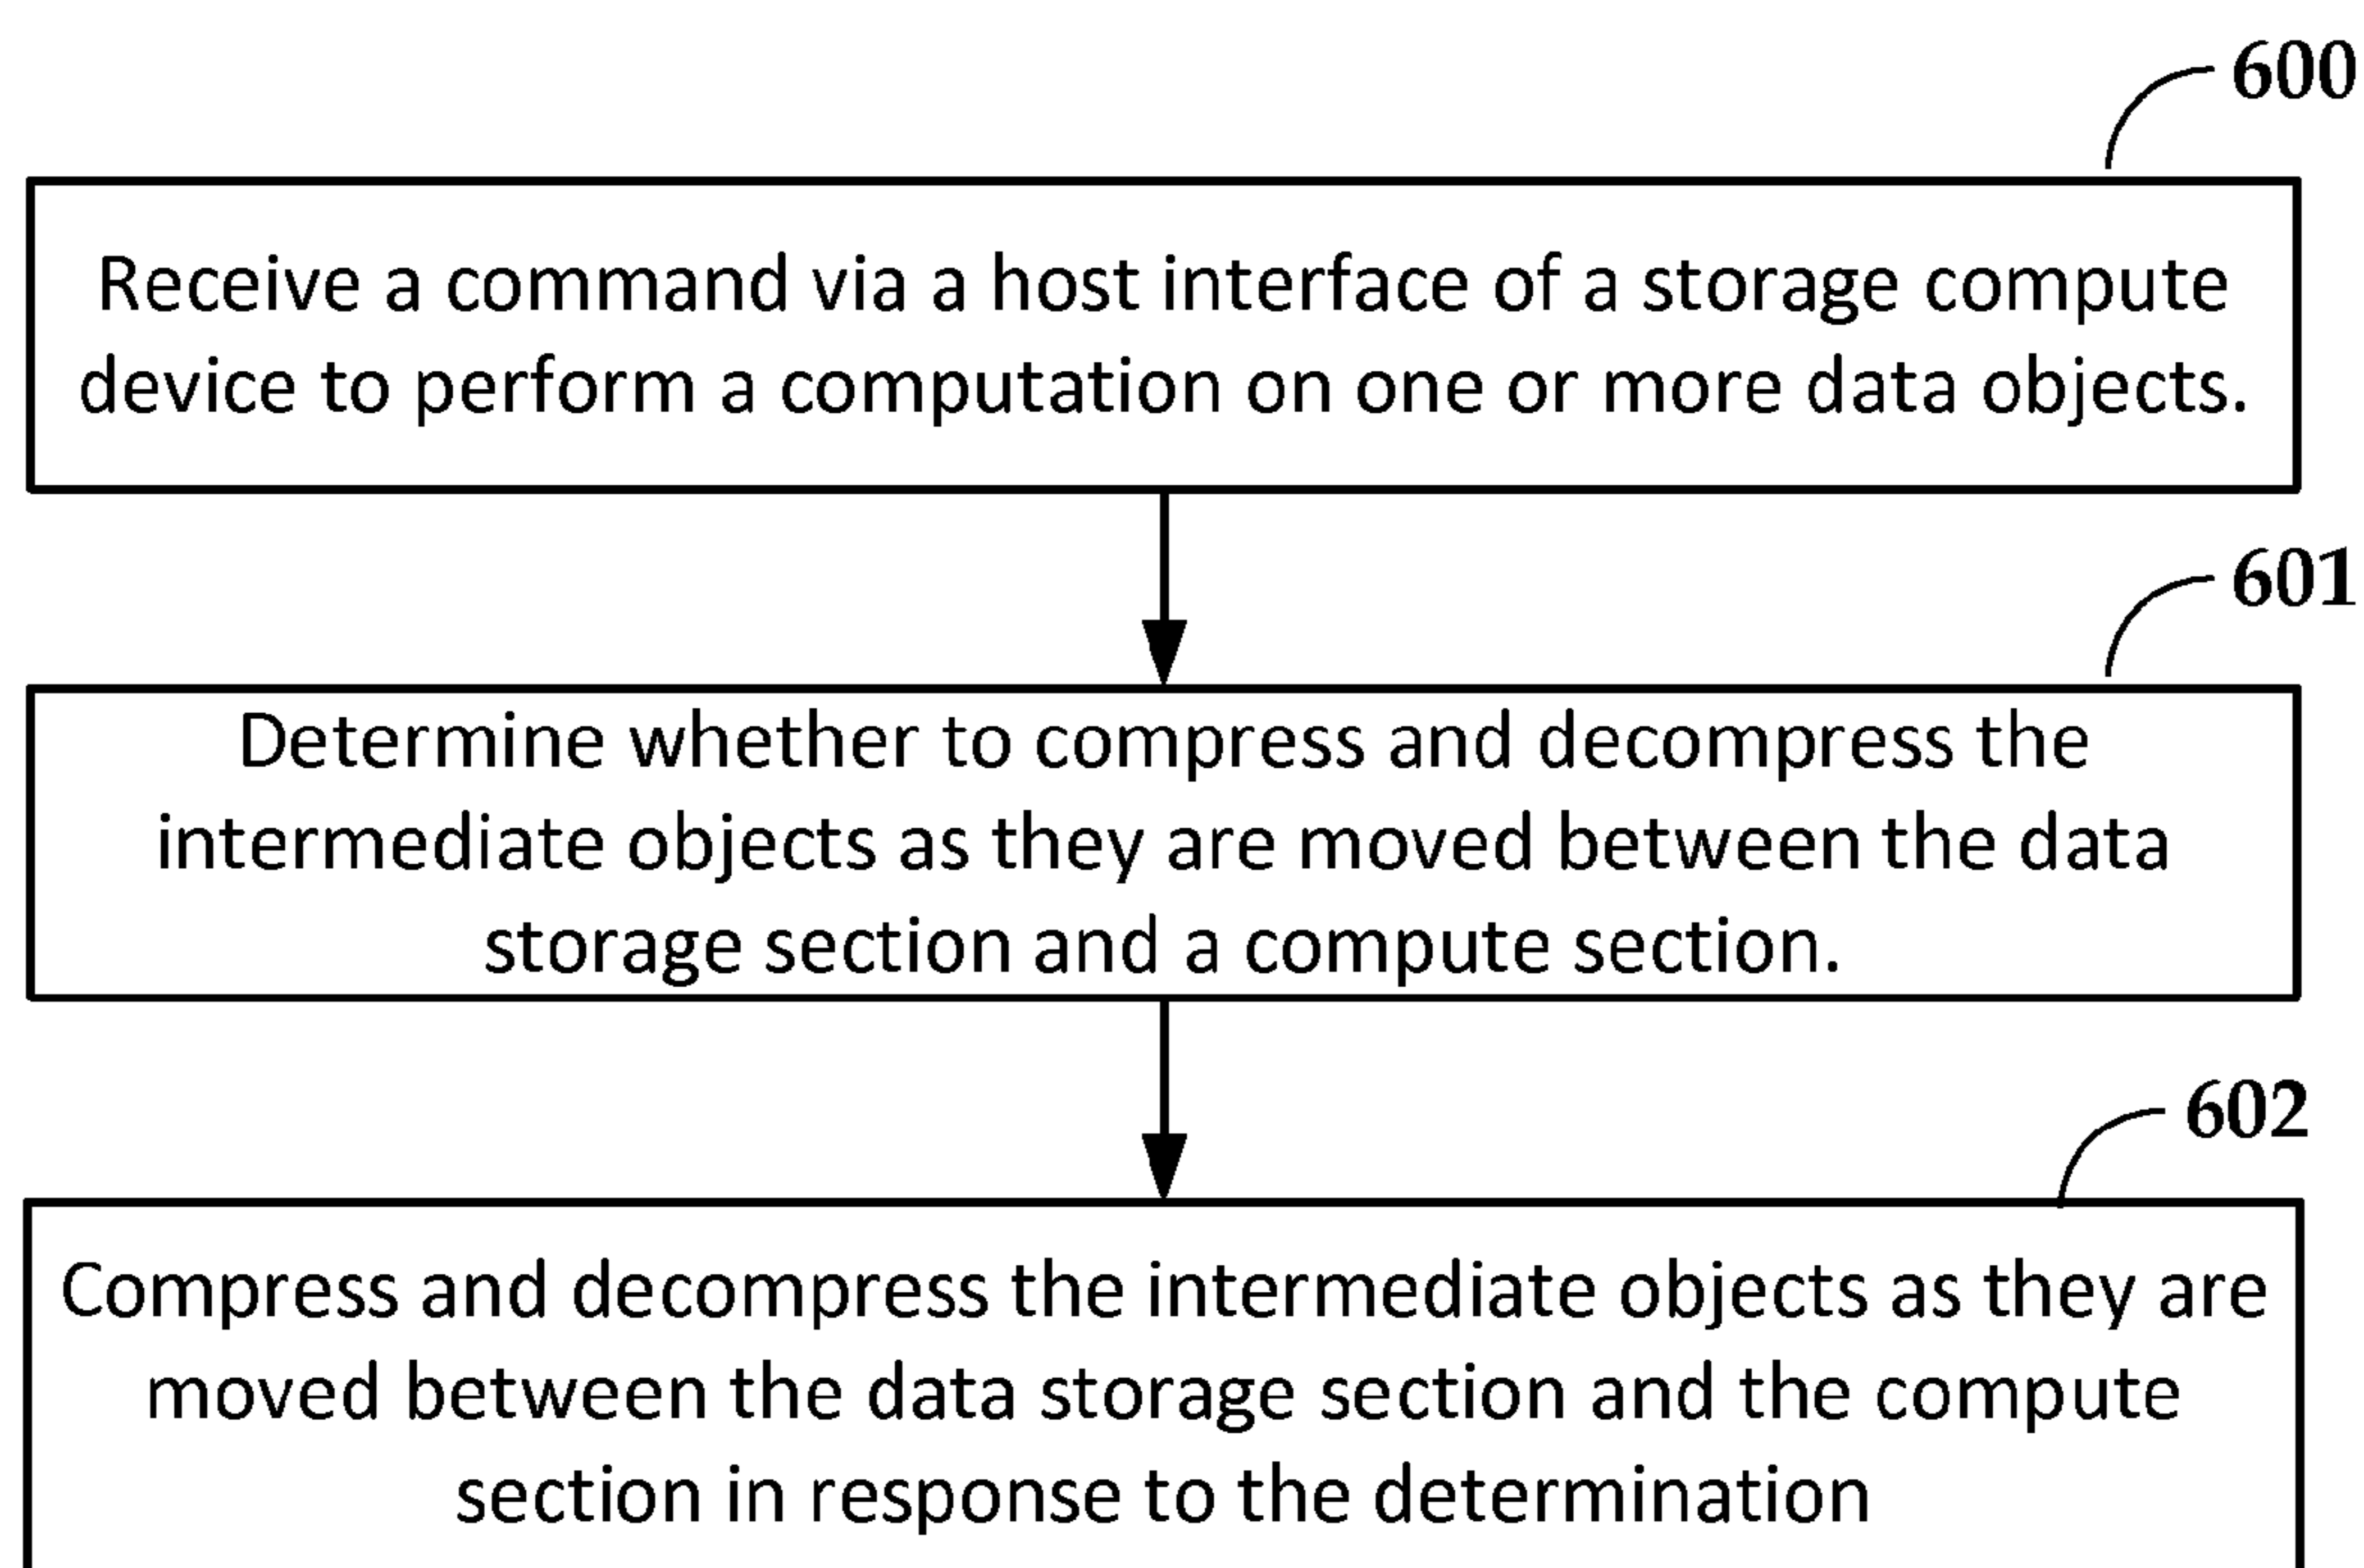 600
Receive a command via a host interface of a storage compute
device to perform a computation on one or more data objects.
601
Determine whether to compress and decompress the
intermediate objects as they are moved between the data
storage section and a compute section.
602
Compress and decompress the intermediate objects as they are
moved between the data storage section and the compute
section in response to the determination